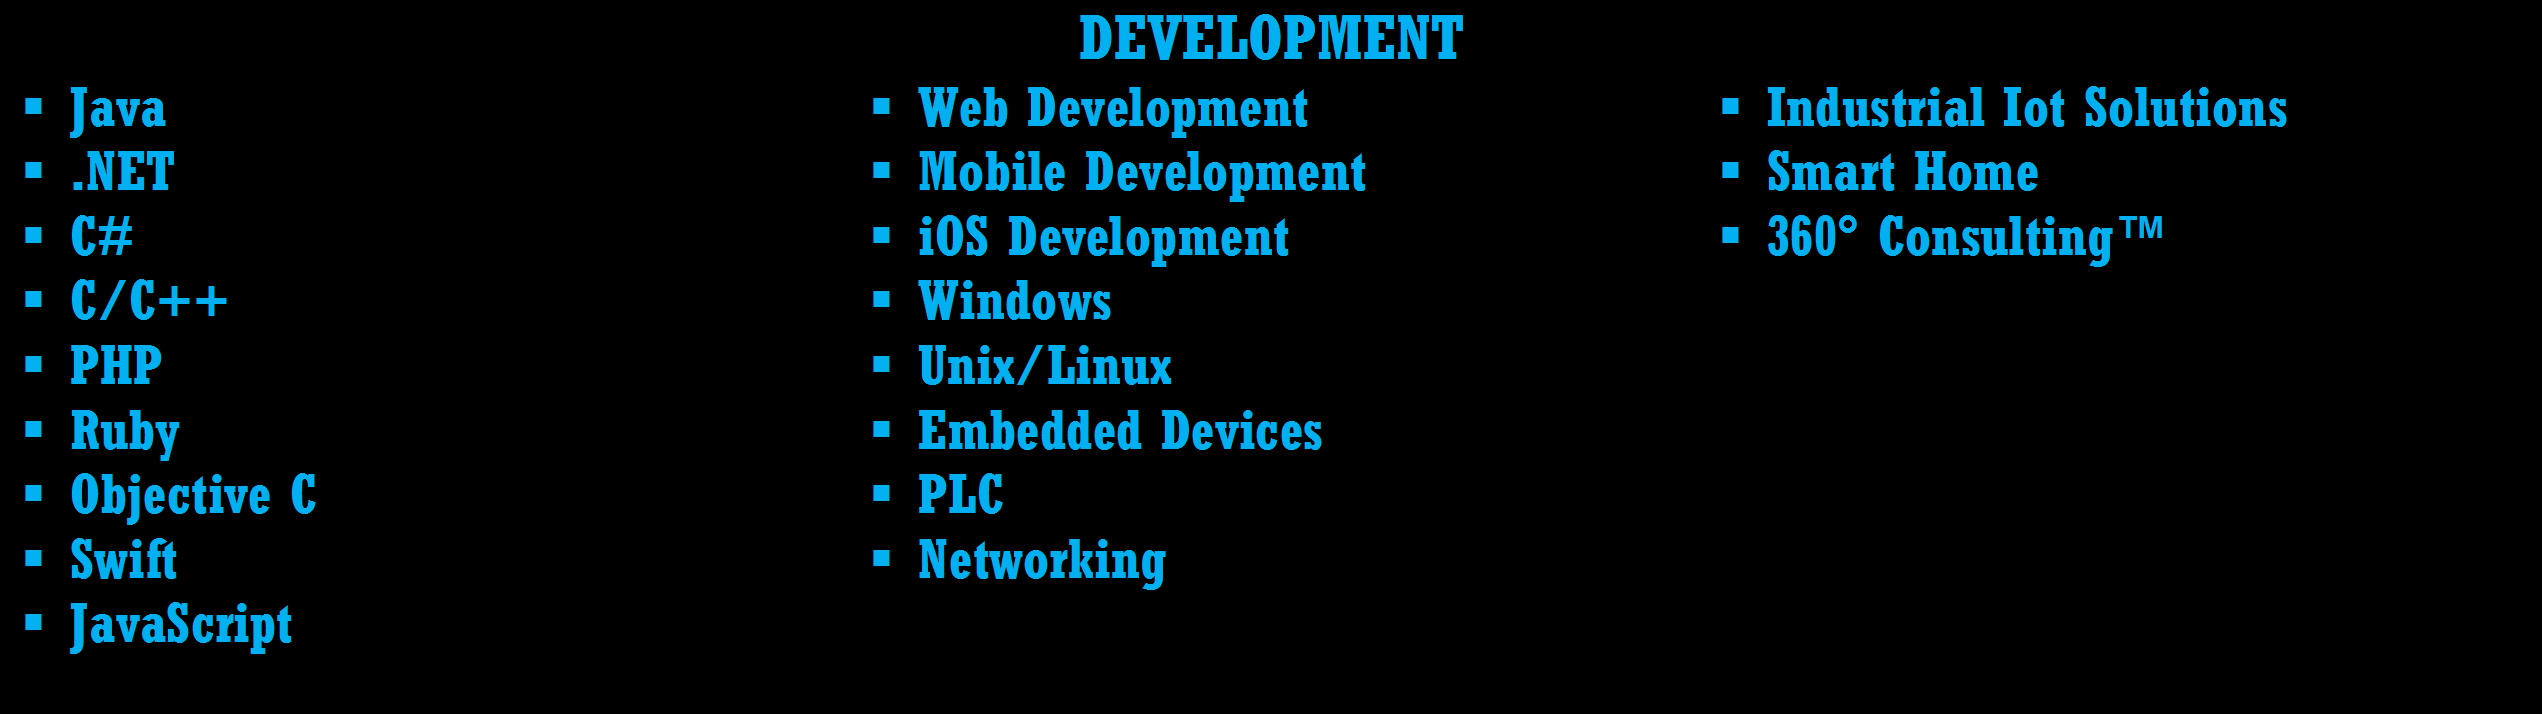 DEVELOPMENT
▪ Java
▪ .NET
▪ C#
▪ C/C++
▪ PHP
▪ Ruby
▪ Objective C
▪ Swift
▪ JavaScript
▪ Web Development
▪ Mobile Development
▪ iOS Development
▪ Windows
▪ Unix/Linux
▪ Embedded Devices
▪ PLC
▪ Networking
▪ Industrial Iot Solutions
▪ Smart Home
▪ 360° Consulting™